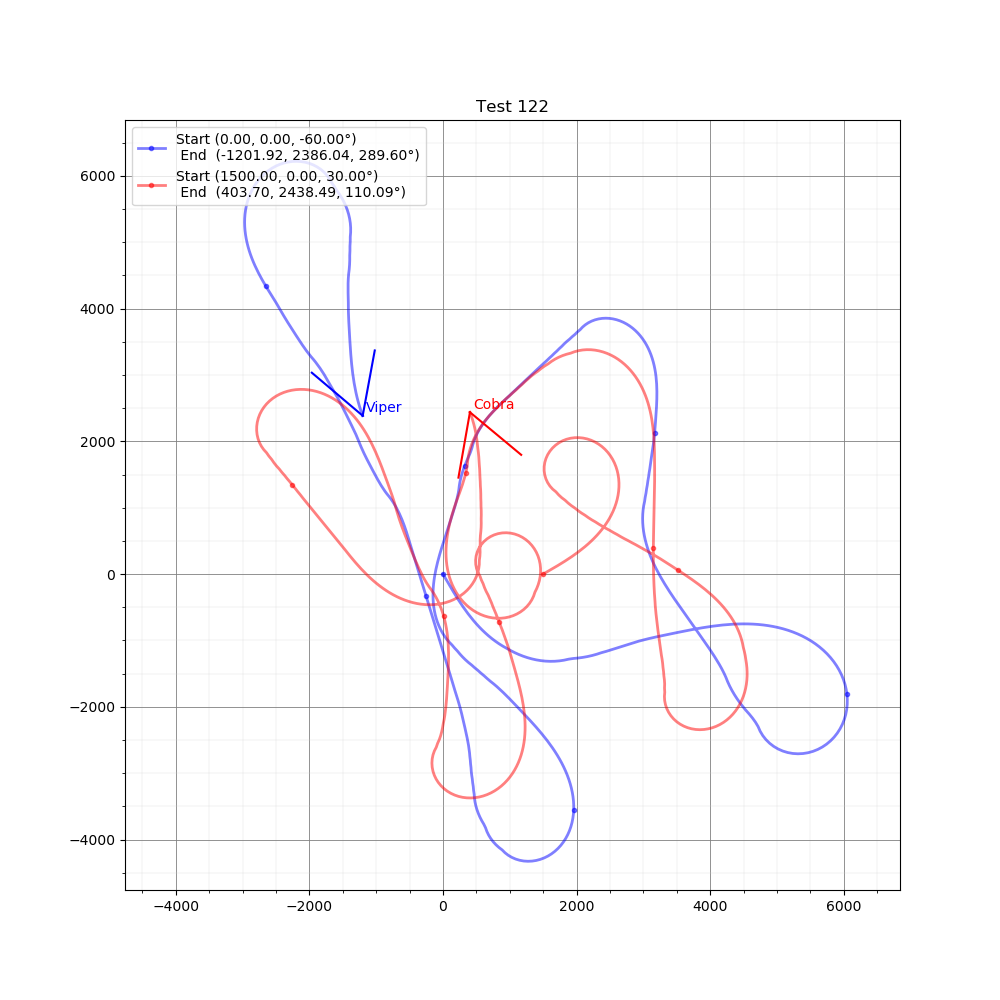 Test 122
Start (0.00, 0.00, -60.00°)
End (-1201.92, 2386.04, 289.60°)
Start (1500.00, 0.00, 30.00°)
End (403.70, 2438.49, 110.09°)
6000
4000
2000
0
−2000
−4000
Viper
Cobra
−4000
−2000
0
2000
4000
6000